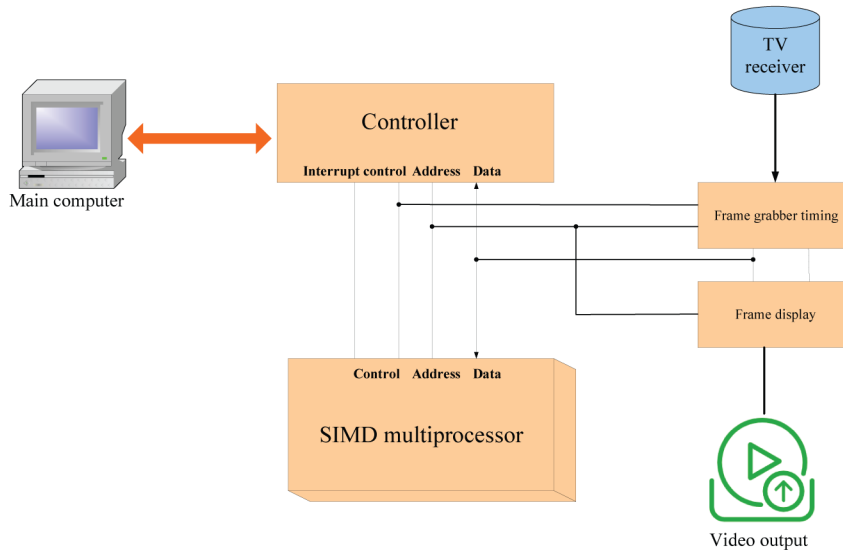 TV
receiver
Controller
Interrupt control Address Data
Main computer
Frame grabber timing
Frame display
Control Address Data
SIMD multiprocessor
Video output